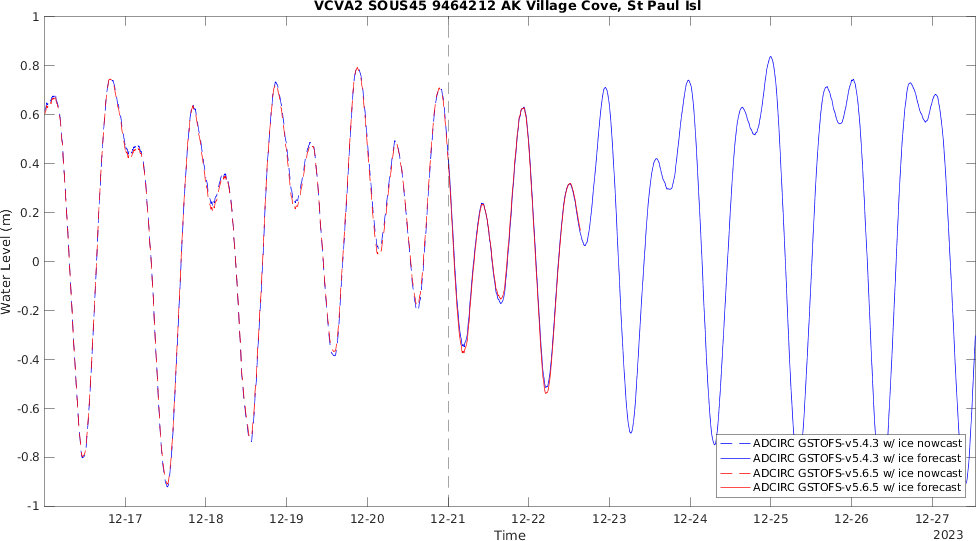 VCVA2 SOUS45 9464212 AK Village Cove, St Paul Isl
1
0.8
0.6
0.4
0.2
0
-0.2
-0.4
-0.6
-0.8
-1
Water Level (m)
ADCIRC GSTOFS-v5.4.3 w/ ice nowcast
ADCIRC GSTOFS-v5.4.3 w/ ice forecast
ADCIRC GSTOFS-v5.6.5 w/ ice nowcast
ADCIRC GSTOFS-v5.6.5 w/ ice forecast
12-17 12-18 12-19 12-20 12-21 12-22 12-23 12-24 12-25 12-26 12-27
Time
2023